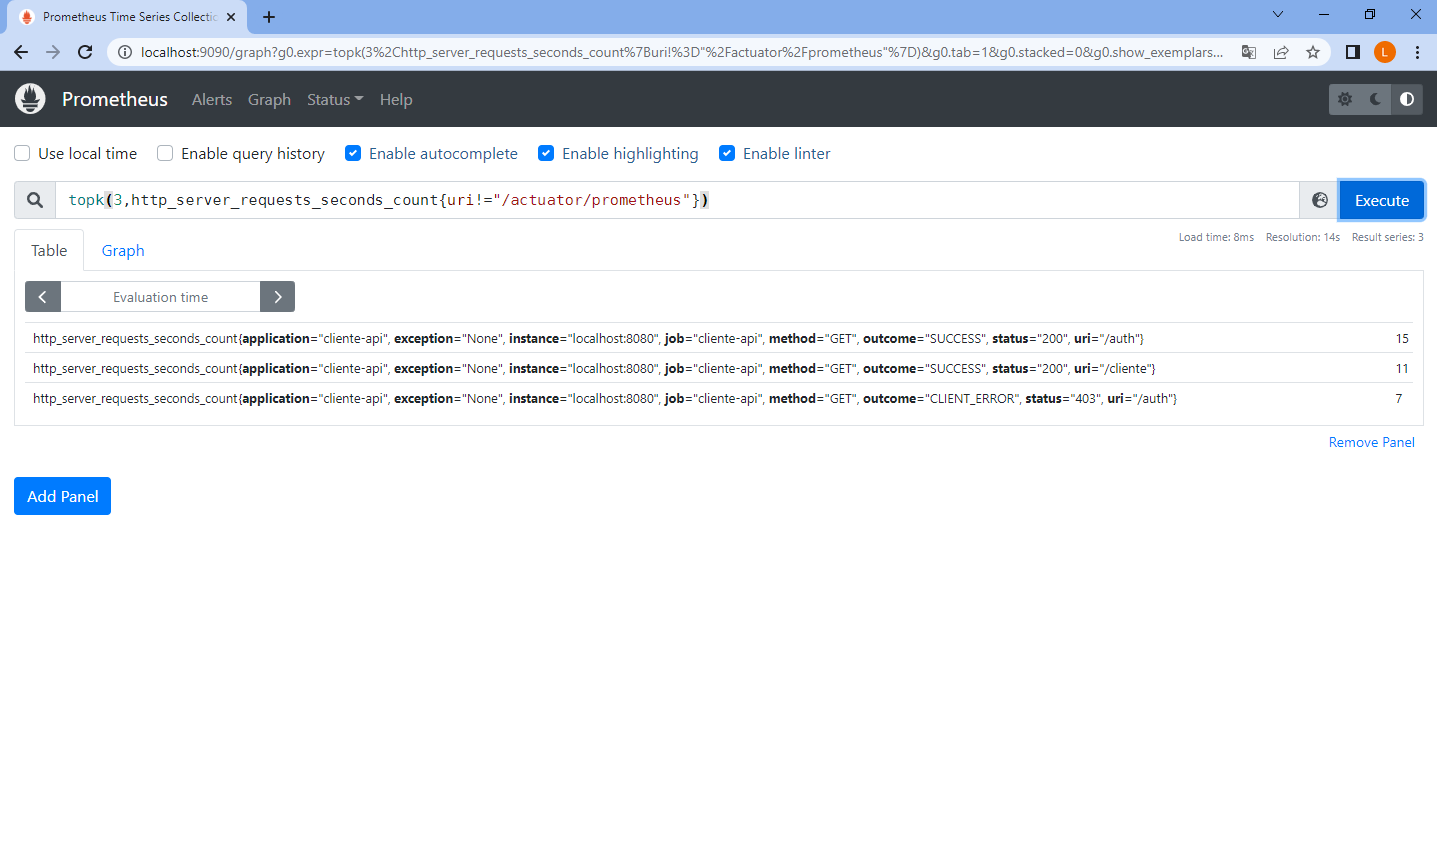 Prometheus Time Series Collectio
localhost:9090/graph?g0.expr=topk(3%2Chttp_server_requests_seconds_count%7Buri!%3D"%2Factuator%2Fprometheus"%7D)&g0.tab=1&g0.stacked=0&g0.show_exemplars...
L
Prometheus Alerts Graph Status Help
Use local time Enable query history Enable autocomplete Enable highlighting Enable linter
topk(3,http_server_requests_seconds_count{uri!="/actuator/prometheus"})
Execute
Table Graph
Load time: 8ms Resolution: 14s Result series: 3
Evaluation time
http_server_requests_seconds_count{application="cliente-api", exception="None", instance="localhost:8080", job="cliente-api", method="GET", outcome="SUCCESS", status="200", uri="/auth"} 15
http_server_requests_seconds_count{application="cliente-api", exception="None", instance="localhost:8080", job="cliente-api", method="GET", outcome="SUCCESS", status="200", uri="/cliente"} 11
http_server_requests_seconds_count{application="cliente-api", exception="None", instance="localhost:8080", job="cliente-api", method="GET", outcome="CLIENT_ERROR", status="403", uri="/auth"} 7
Remove Panel
Add Panel